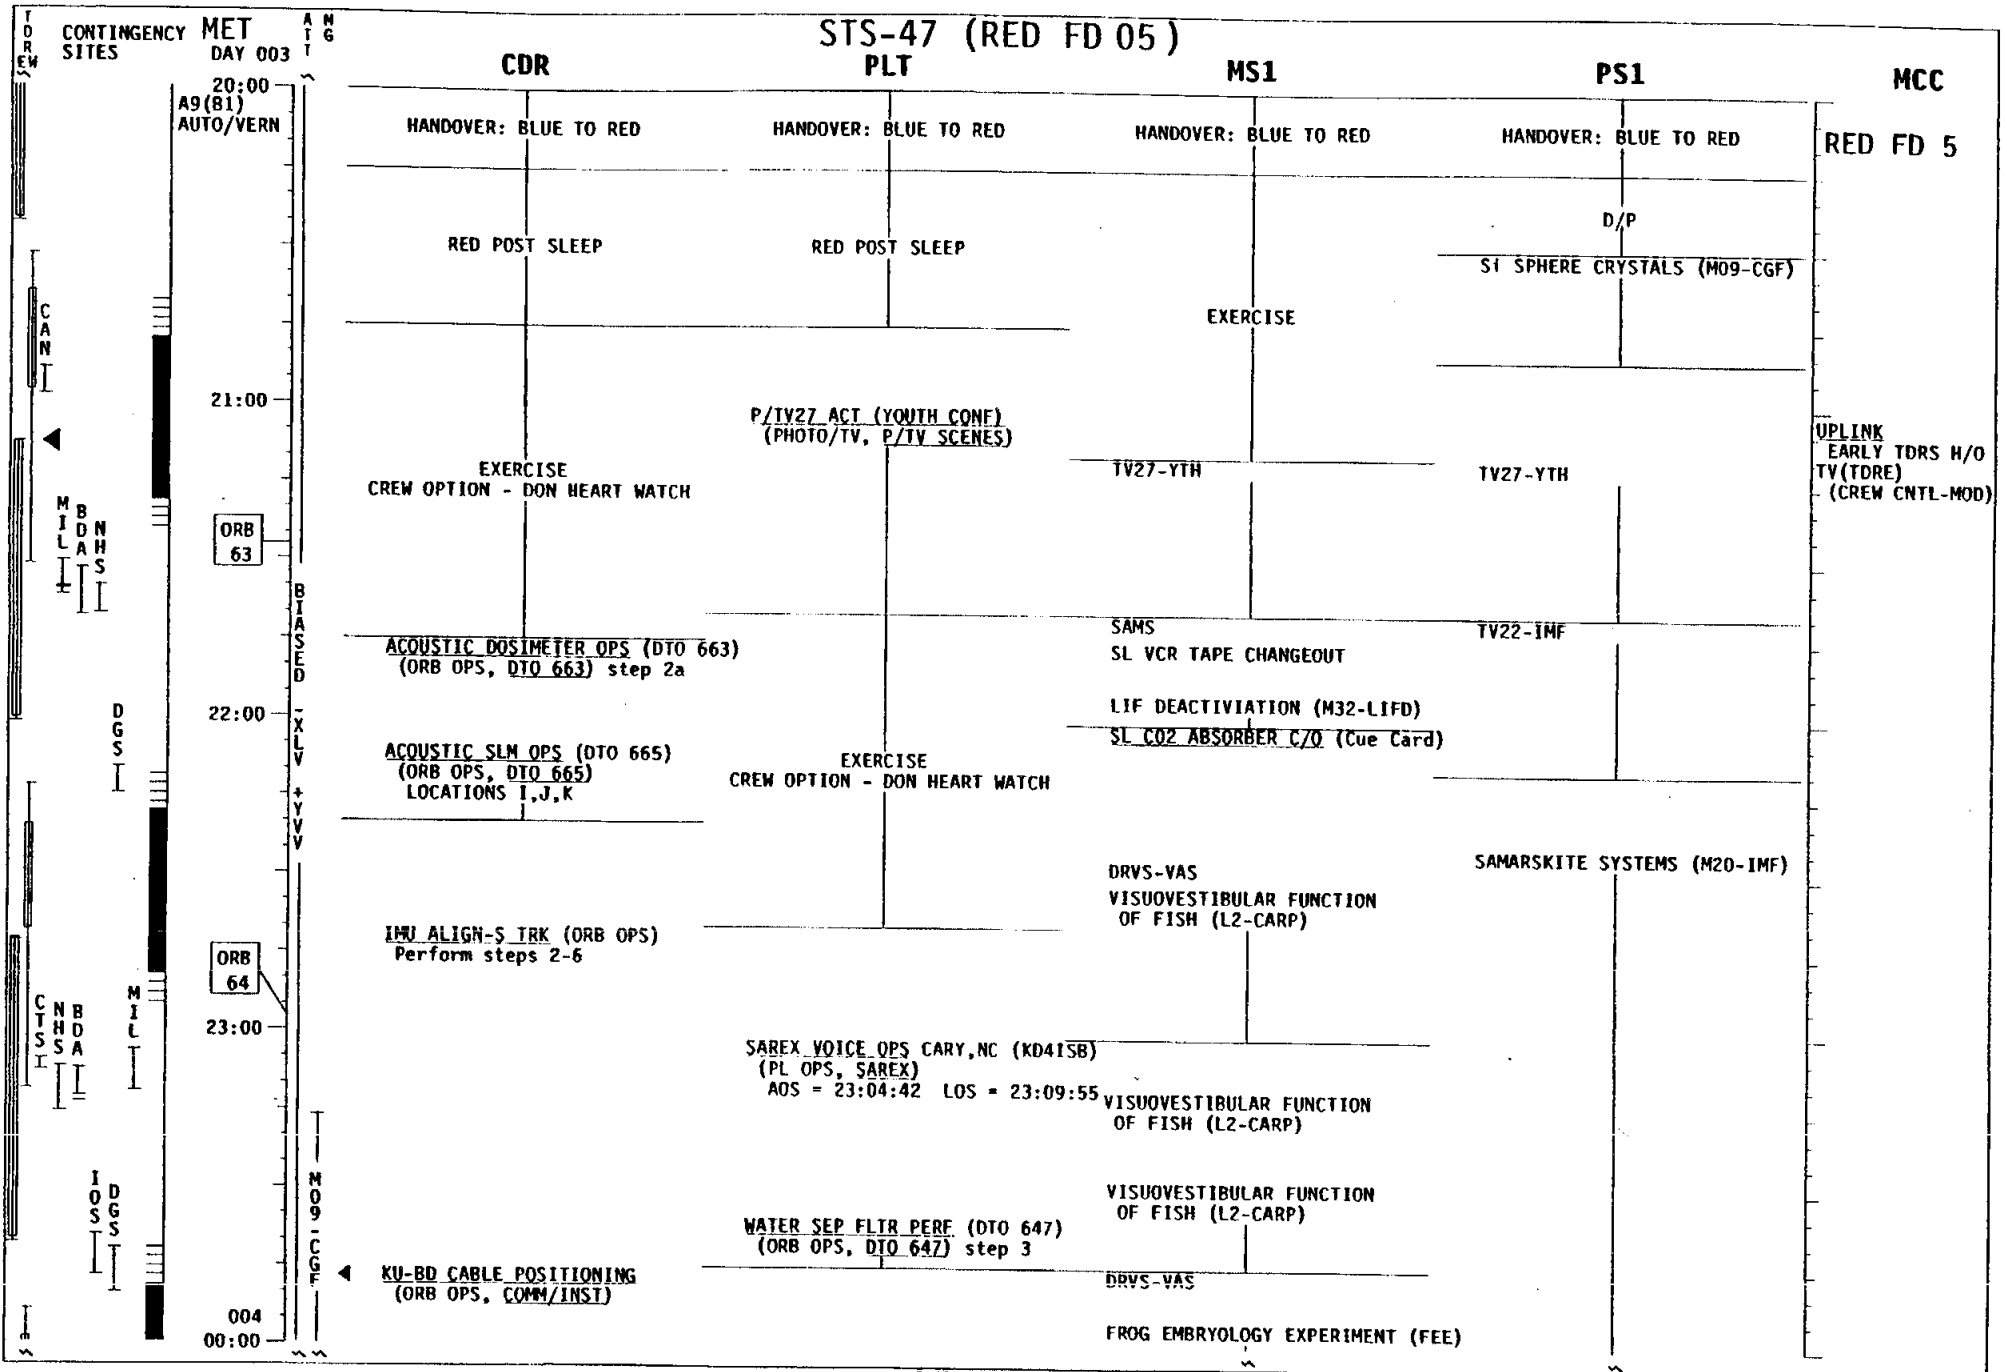 STS-47 (RED FD 05)
T D R E W
CONTINGENCY SITES
MET
DAY 003
ATT
NG
CDR
PLT
MS1
PS1
MCC
20:00
A9(B1)
AUTO/VERN
HANDOVER: BLUE TO RED
HANDOVER: BLUE TO RED
HANDOVER: BLUE TO RED
HANDOVER: BLUE TO RED
RED FD 5
D/P
RED POST SLEEP
RED POST SLEEP
SI SPHERE CRYSTALS (M09-CGF)
CAN
EXERCISE
21:00
P/TV27 ACT (YOUTH CONF)
(PHOTO/TV, P/TV SCENES)
UPLINK
EARLY TDRS H/O
TV(TDRE)
(CREW CNTL-MOD)
EXERCISE
CREW OPTION - DON HEART WATCH
TV27-YTH
TV27-YTH
MIL
BDA
NHS
ORB
63
BIASED -XLV +YVV
ACOUSTIC DOSIMETER OPS (DTO 663)
(ORB OPS, DTO 663) step 2a
SAMS
SL VCR TAPE CHANGEOUT
TV22-IMF
DGS
22:00
LIF DEACTIVIATION (M32-LIFD)
SL CO2 ABSORBER C/O (Cue Card)
ACOUSTIC SLM OPS (DTO 665)
(ORB OPS, DTO 665)
LOCATIONS I,J,K
EXERCISE
CREW OPTION - DON HEART WATCH
DRVS-VAS
VISUOVESTIBULAR FUNCTION
OF FISH (L2-CARP)
SAMARSKITE SYSTEMS (M20-IMF)
IMU ALIGN-S TRK (ORB OPS)
Perform steps 2-6
ORB
64
CTS
NHS
BDA
MIL
23:00
SAREX VOICE OPS CARY,NC (KD4ISB)
(PL OPS, SAREX)
AOS = 23:04:42 LOS = 23:09:55
VISUOVESTIBULAR FUNCTION
OF FISH (L2-CARP)
IOS
DGS
M09-CGF
VISUOVESTIBULAR FUNCTION
OF FISH (L2-CARP)
WATER SEP FLTR PERF (DTO 647)
(ORB OPS, DTO 647) step 3
KU-BD CABLE POSITIONING
(ORB OPS, COMM/INST)
DRVS-VAS
004
00:00
FROG EMBRYOLOGY EXPERIMENT (FEE)